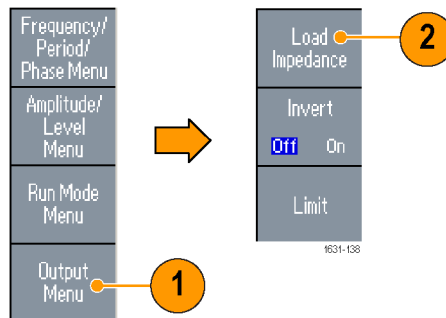 Frequency/
Period/
Phase Menu
Amplitude/
Level
Menu
Run Mode
Menu
Output
Menu
1
Load
Impedance
2
Invert
Off On
Limit
1631-138